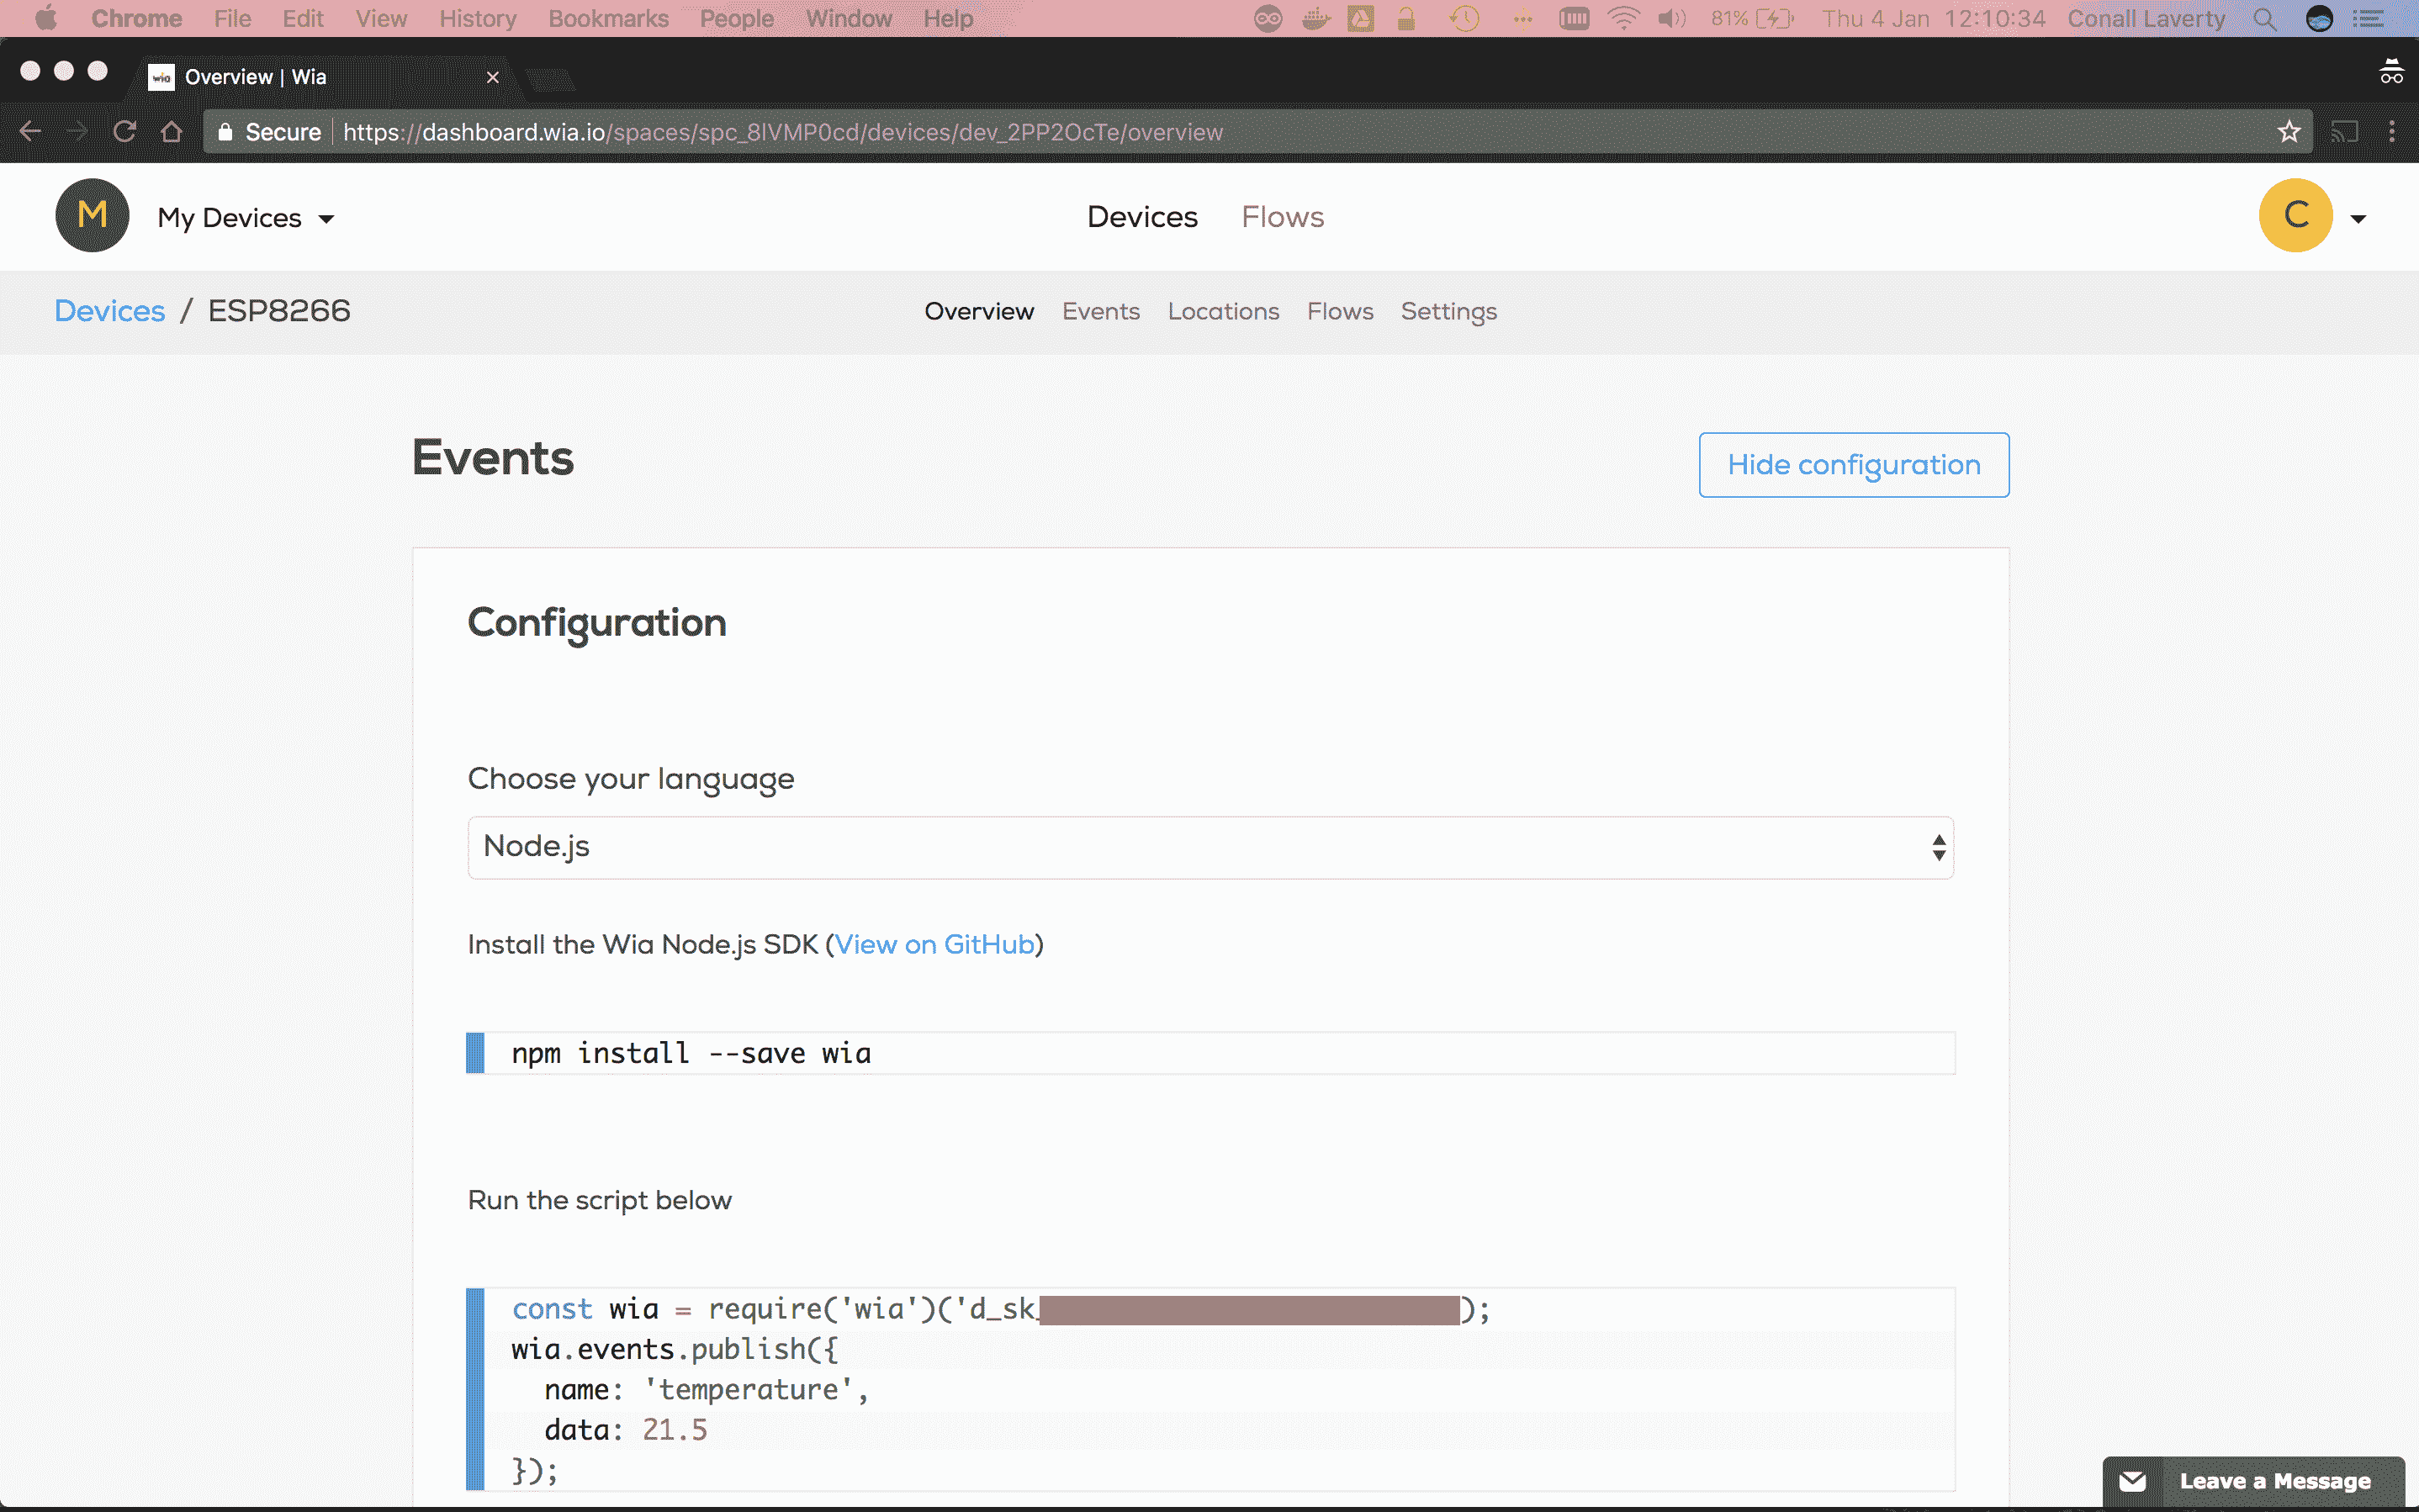 Chrome File Edit View History Bookmarks People Window Help 81% Thu 4 Jan 12:10:34 Conall Laverty
wia Overview | Wia
Secure https://dashboard.wia.io/spaces/spc_8lVMP0cd/devices/dev_2PP2OcTe/overview
M My Devices Devices Flows C
Devices / ESP8266 Overview Events Locations Flows Settings
Events Hide configuration
Configuration
Choose your language
Node.js
Install the Wia Node.js SDK (View on GitHub)
npm install --save wia
Run the script below
const wia = require('wia')('d_sk_);
wia.events.publish({
name: 'temperature',
data: 21.5
});
Leave a Message